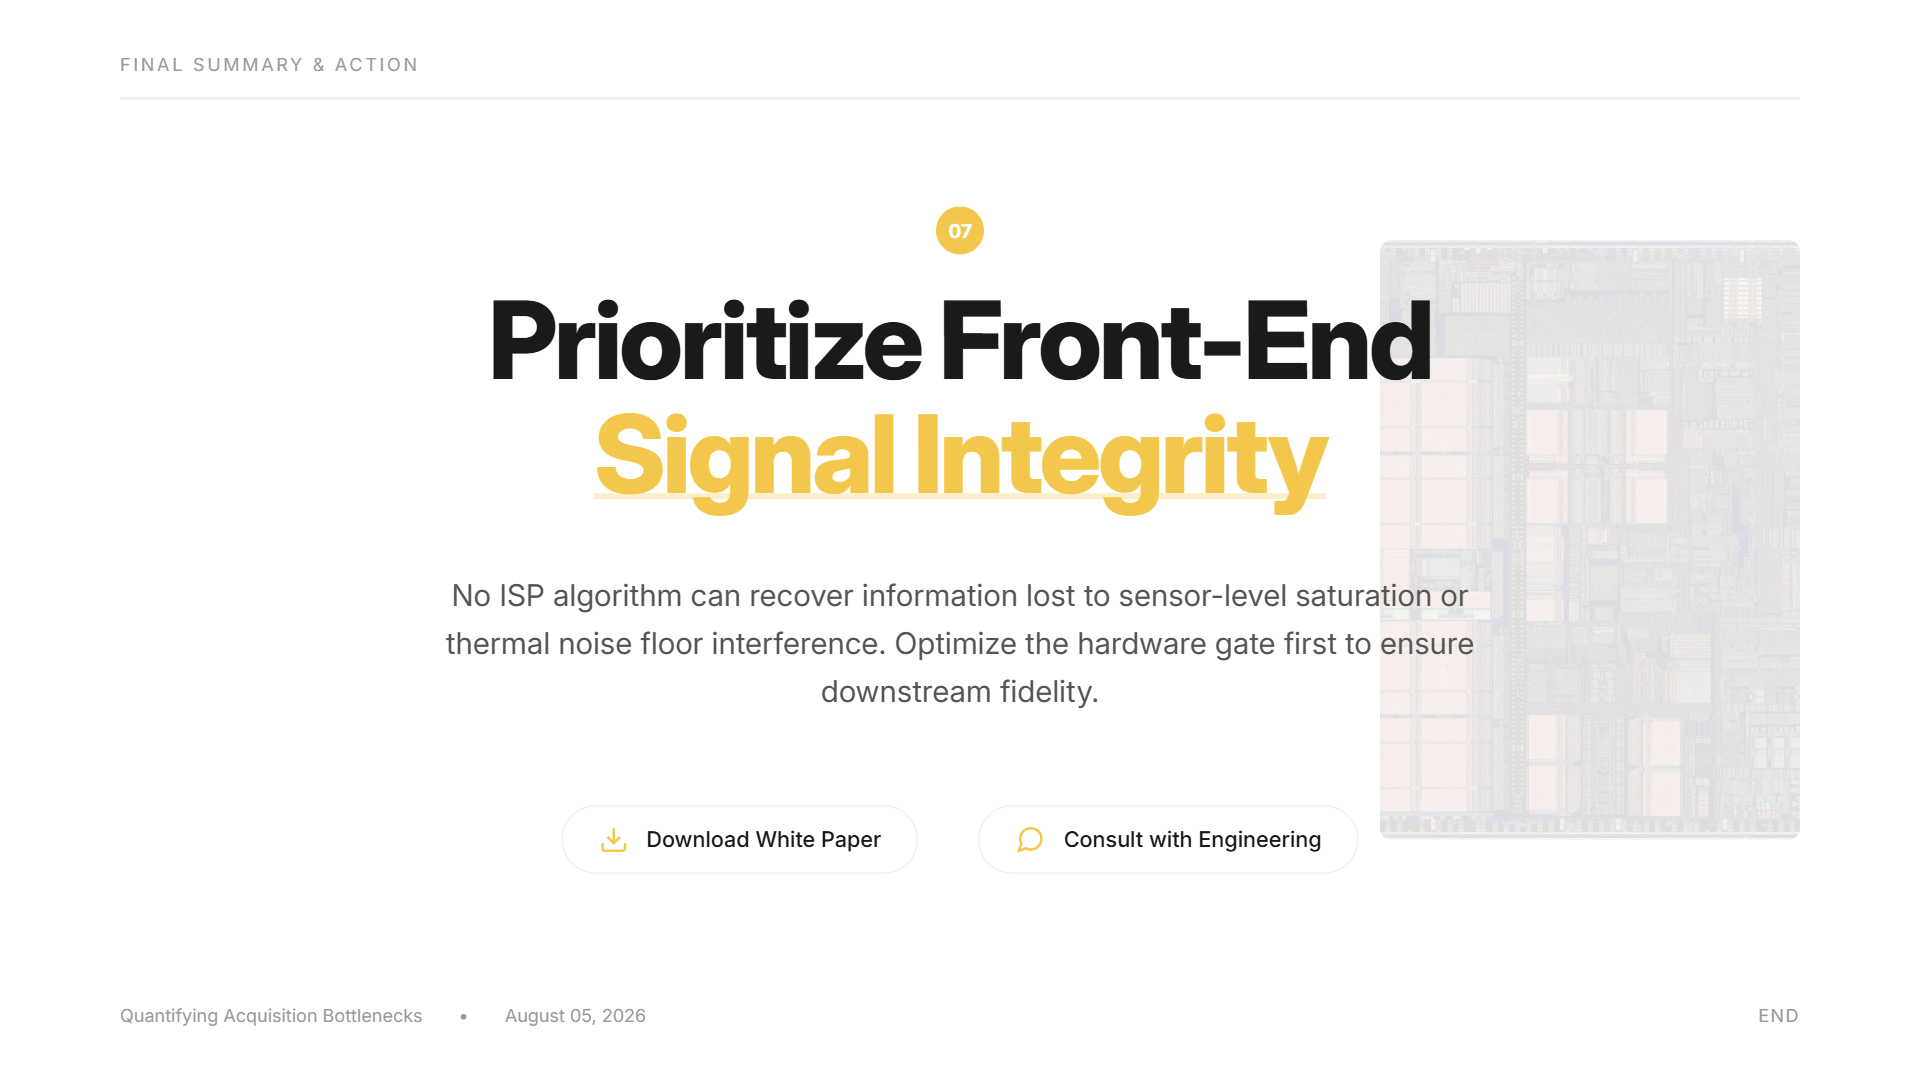 FINAL SUMMARY & ACTION
07
Prioritize Front-End
Signal Integrity
No ISP algorithm can recover information lost to sensor-level saturation or
thermal noise floor interference. Optimize the hardware gate first to ensure
downstream fidelity.
Download White Paper
Consult with Engineering
Quantifying Acquisition Bottlenecks • August 05, 2026
END